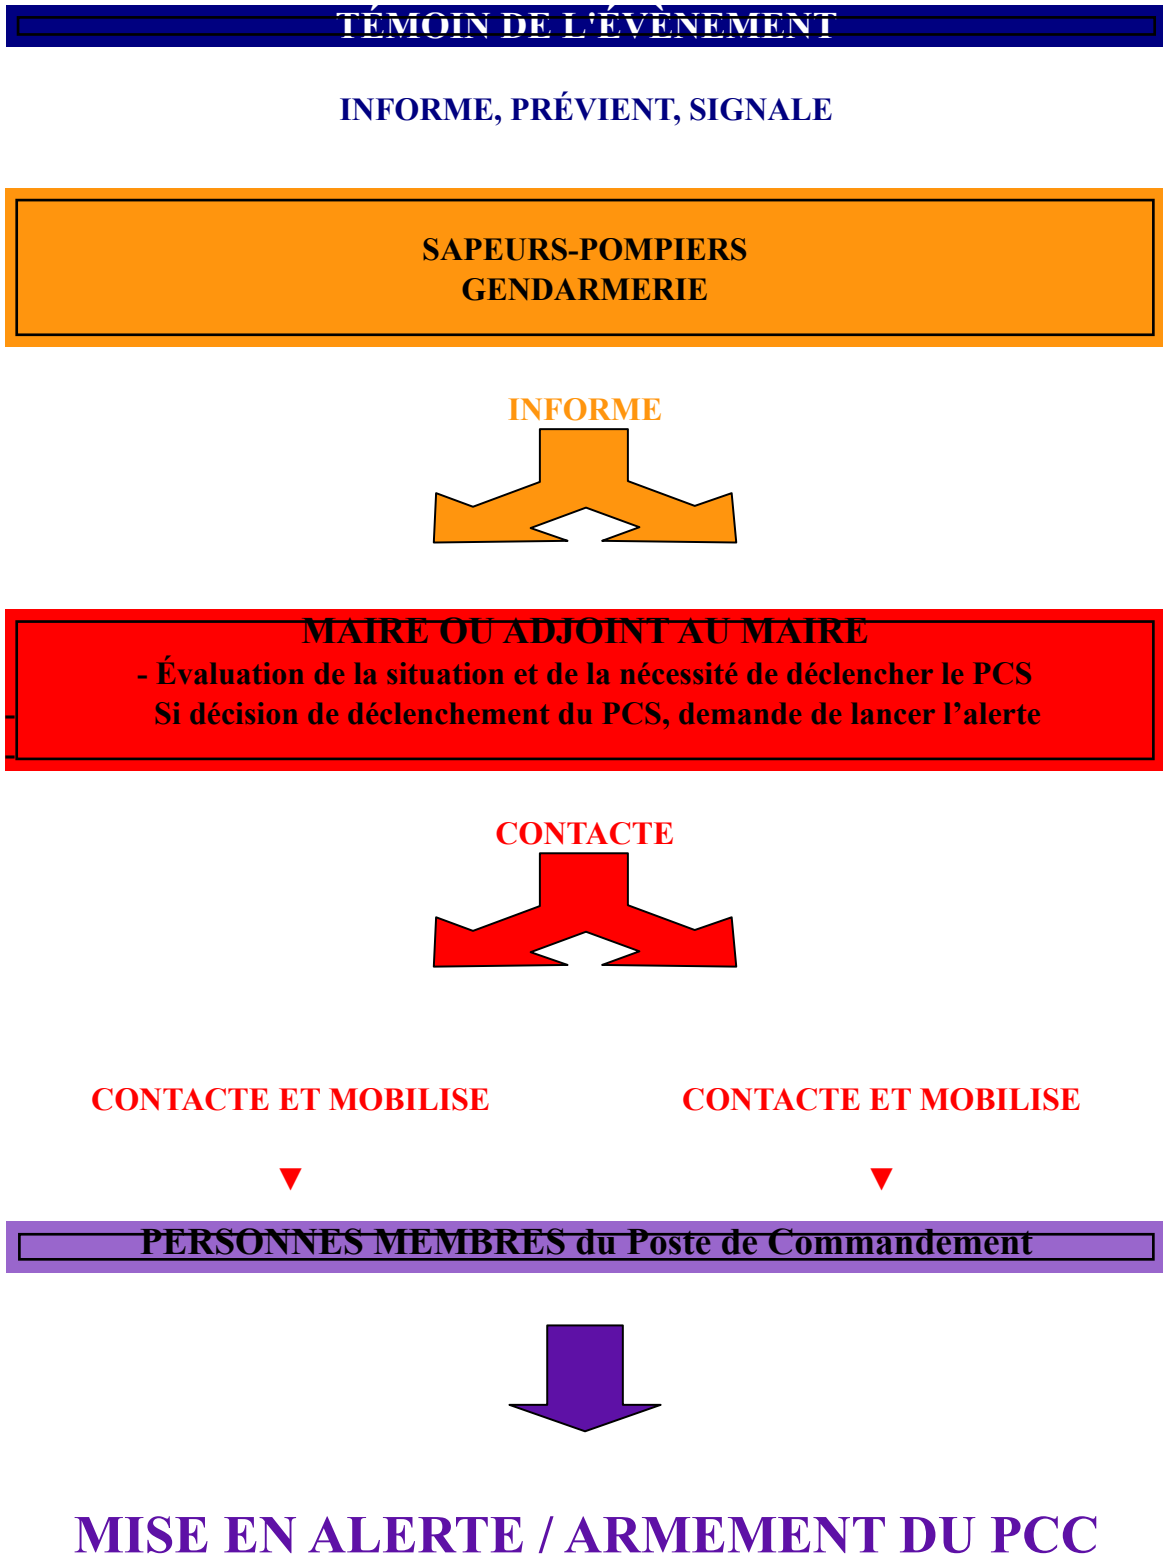 TÉMOIN DE L'ÉVÈNEMENT
INFORME, PRÉVIENT, SIGNALE
SAPEURS-POMPIERS
GENDARMERIE
INFORME
MAIRE OU ADJOINT AU MAIRE
- Évaluation de la situation et de la nécessité de déclencher le PCS
Si décision de déclenchement du PCS, demande de lancer l’alerte
CONTACTE
CONTACTE ET MOBILISE CONTACTE ET MOBILISE
▼ ▼
PERSONNES MEMBRES du Poste de Commandement
MISE EN ALERTE / ARMEMENT DU PCC